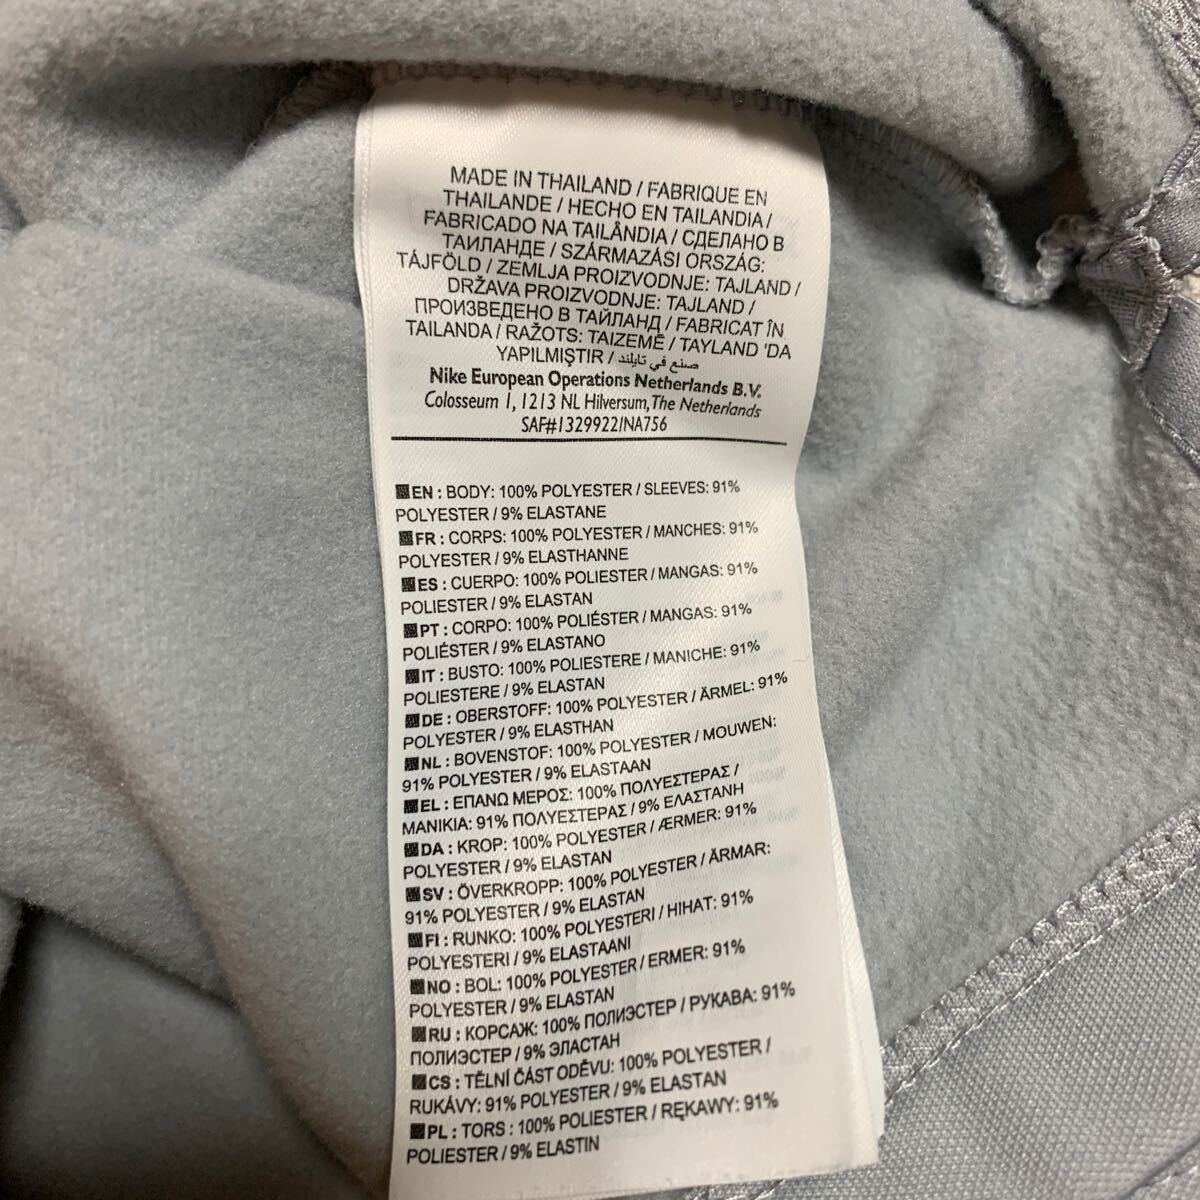 MADE IN THAILAND / FABRIQUE EN
THAILANDE / HECHO EN TAILANDIA /
FABRICADO NA TAILÂNDIA / СДЕЛАНО В
ТАИЛАНДЕ / SZÁRMAZÁSI ORSZÁG:
TÁJFÖLD / ZEMLJA PROIZVODNJE: TAJLAND /
DRŽAVA PROIZVODNJE: TAJLAND /
ПРОИЗВЕДЕНО В ТАЙЛАНД / FABRICAT ÎN
TAILANDA / RAŽOTS: TAIZEMĒ / TAYLAND 'DA
YAPILMIŞTIR / صنع في تايلند
Nike European Operations Netherlands B.V.
Colosseum 1, 1213 NL Hilversum, The Netherlands
SAF#1329922/NA756
EN : BODY: 100% POLYESTER / SLEEVES: 91%
POLYESTER / 9% ELASTANE
FR : CORPS: 100% POLYESTER / MANCHES: 91%
POLYESTER / 9% ELASTHANNE
ES : CUERPO: 100% POLIESTER / MANGAS: 91%
POLIESTER / 9% ELASTAN
PT : CORPO: 100% POLIÉSTER / MANGAS: 91%
POLIÉSTER / 9% ELASTANO
IT : BUSTO: 100% POLIESTERE / MANICHE: 91%
POLIESTERE / 9% ELASTAN
DE : OBERSTOFF: 100% POLYESTER / ÄRMEL: 91%
POLYESTER / 9% ELASTHAN
NL : BOVENSTOF: 100% POLYESTER / MOUWEN:
91% POLYESTER / 9% ELASTAAN
EL : ΕΠΑΝΩ ΜΕΡΟΣ: 100% ΠΟΛΥΕΣΤΕΡΑΣ /
ΜΑΝΙΚΙΑ: 91% ΠΟΛΥΕΣΤΕΡΑΣ / 9% ΕΛΑΣΤΑΝΗ
DA : KROP: 100% POLYESTER / ÆRMER: 91%
POLYESTER / 9% ELASTAN
SV : ÖVERKROPP: 100% POLYESTER / ÄRMAR:
91% POLYESTER / 9% ELASTAN
FI : RUNKO: 100% POLYESTERI / HIHAT: 91%
POLYESTERI / 9% ELASTAANI
NO : BOL: 100% POLYESTER / ERMER: 91%
POLYESTER / 9% ELASTAN
RU : КОРСАЖ: 100% ПОЛИЭСТЕР / РУКАВА: 91%
ПОЛИЭСТЕР / 9% ЭЛАСТАН
CS : TĚLNÍ ČÁST ODĚVU: 100% POLYESTER /
RUKÁVY: 91% POLYESTER / 9% ELASTAN
PL : TORS : 100% POLIESTER / RĘKAWY: 91%
POLIESTER / 9% ELASTIN